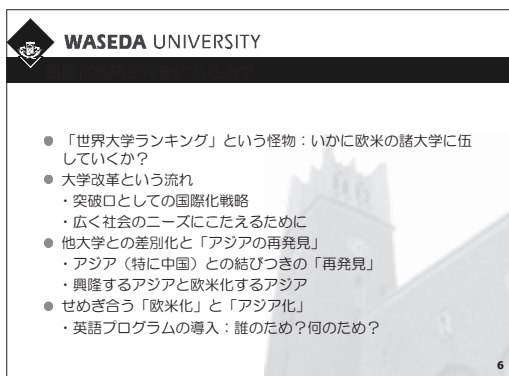 WASEDA UNIVERSITY
● 「世界大学ランキング」という怪物：いかに欧米の諸大学に伍
していくか？
● 大学改革という流れ
・突破口としての国際化戦略
・広く社会のニーズにこたえるために
● 他大学との差別化と「アジアの再発見」
・アジア（特に中国）との結びつきの「再発見」
・興隆するアジアと欧米化するアジア
● せめぎ合う「欧米化」と「アジア化」
・英語プログラムの導入：誰のため？何のため？
6